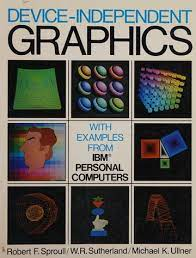 DEVICE-INDEPENDENT
GRAPHICS
WITH
EXAMPLES
FROM
IBM®
PERSONAL
COMPUTERS
Robert F. Sproull / W.R. Sutherland / Michael K. Ullner